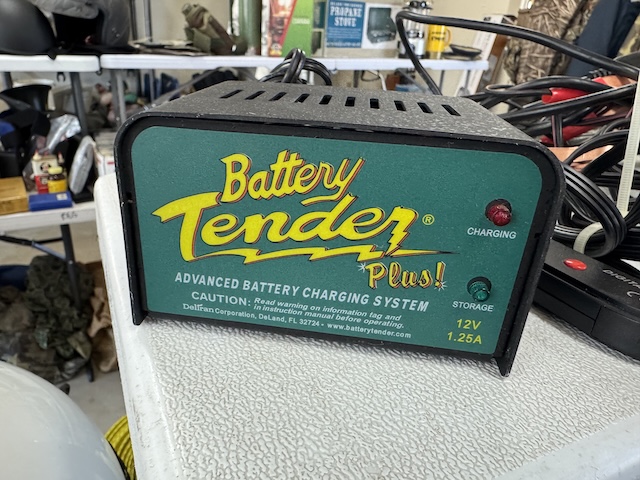 PROPANE
STOVE
Battery
Tender®
Plus!
CHARGING
ADVANCED BATTERY CHARGING SYSTEM
STORAGE
CAUTION: Read warning on information tag and
in instruction manual before operating.
Deltran Corporation, DeLand, FL 32724 • www.batterytender.com
12V
1.25A